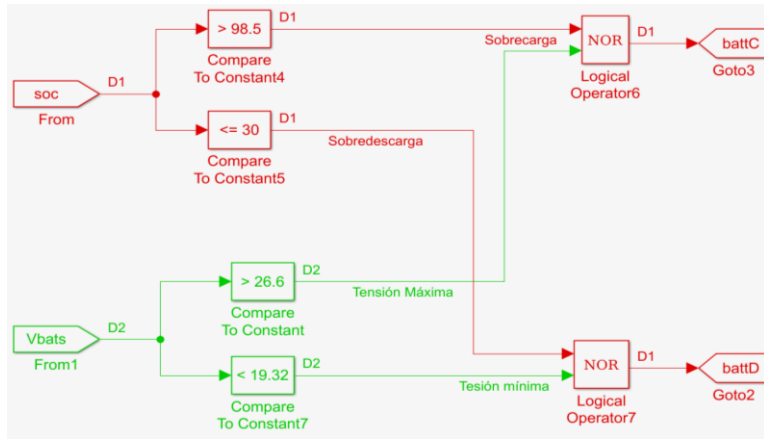 > 98.5
D1
Compare
To Constant4
Sobrecarga
NOR
D1
Logical
Operator6
battC
Goto3
soc
D1
From
<= 30
D1
Compare
To Constant5
Sobredescarga
> 26.6
D2
Compare
To Constant
Tensión Máxima
Vbats
D2
From1
< 19.32
D2
Compare
To Constant7
Tesión mínima
NOR
D1
Logical
Operator7
battD
Goto2